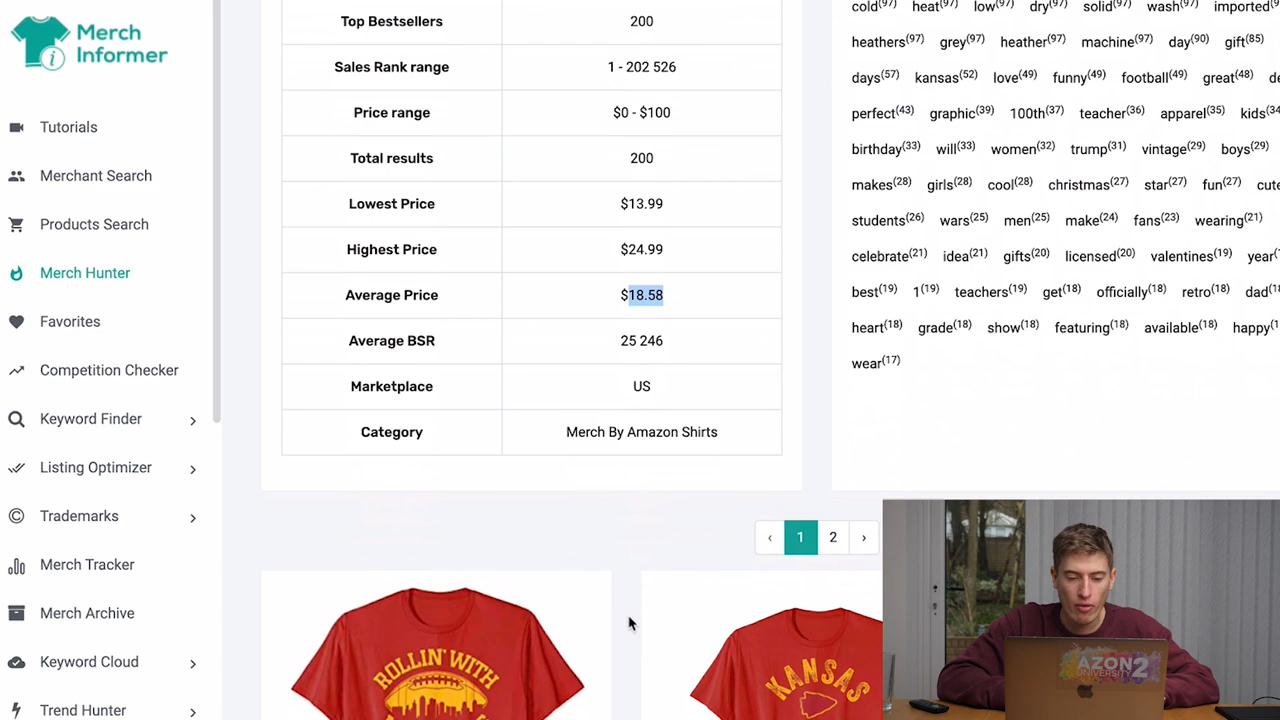 Merch
Informer
Tutorials
Merchant Search
Products Search
Merch Hunter
Favorites
Competition Checker
Keyword Finder
Listing Optimizer
Trademarks
Merch Tracker
Merch Archive
Keyword Cloud
Trend Hunter
Top Bestsellers 200
Sales Rank range 1 - 202 526
Price range $0 - $100
Total results 200
Lowest Price $13.99
Highest Price $24.99
Average Price $18.58
Average BSR 25 246
Marketplace US
Category Merch By Amazon Shirts
cold(97) heat(97) low(97) dry(97) solid(97) wash(97) imported
heathers(97) grey(97) heather(97) machine(97) day(90) gift(85)
days(57) kansas(52) love(49) funny(49) football(49) great(48)
perfect(43) graphic(39) 100th(37) teacher(36) apparel(35) kids
birthday(33) will(33) women(32) trump(31) vintage(29) boys(29)
makes(28) girls(28) cool(28) christmas(27) star(27) fun(27) cute
students(26) wars(25) men(25) make(24) fans(23) wearing(21)
celebrate(21) idea(21) gifts(20) licensed(20) valentines(19) year
best(19) 1(19) teachers(19) get(18) officially(18) retro(18) dad
heart(18) grade(18) show(18) featuring(18) available(18) happy
wear(17)
‹ 1 2 ›
ROLLIN' WITH
KANSAS
AZON2
UNIVERSITY